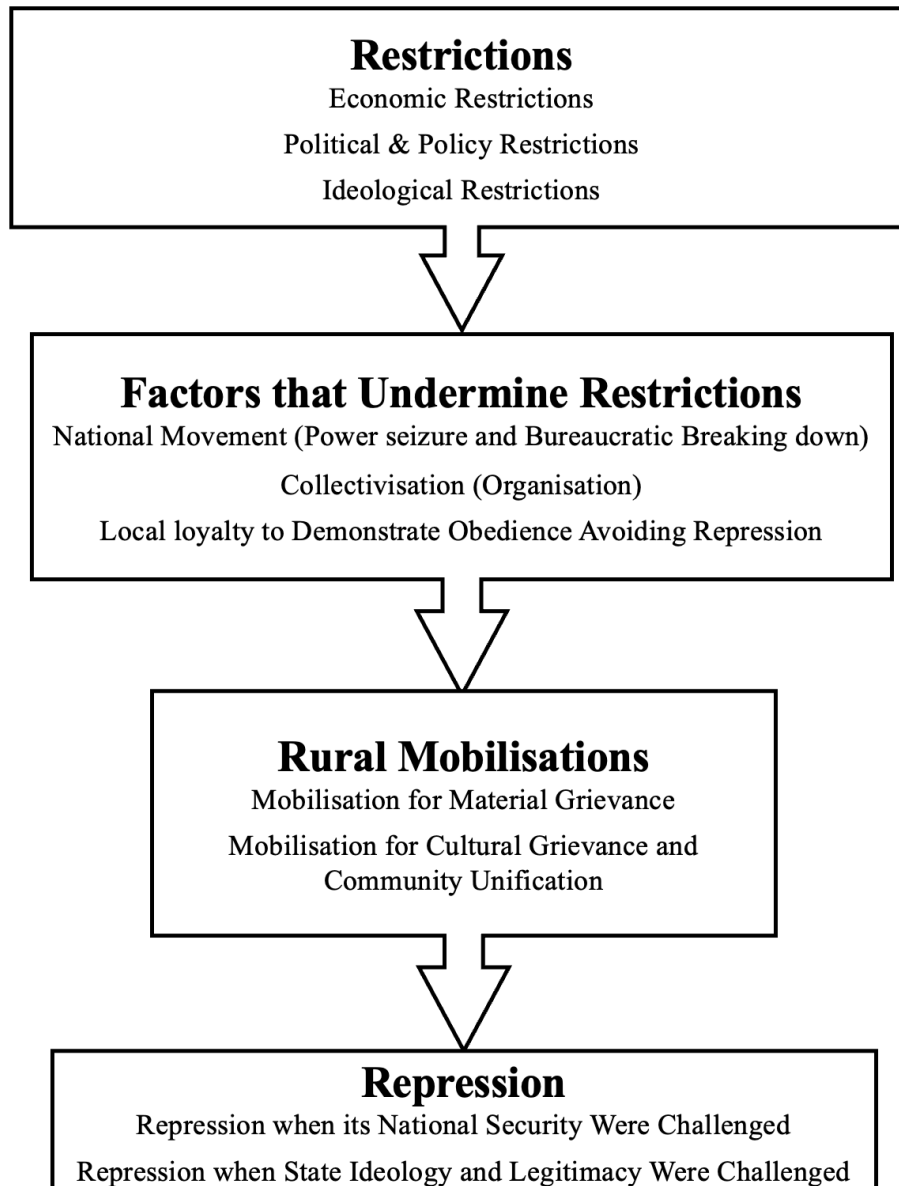 Restrictions
Economic Restrictions
Political & Policy Restrictions
Ideological Restrictions
Factors that Undermine Restrictions
National Movement (Power seizure and Bureaucratic Breaking down)
Collectivisation (Organisation)
Local loyalty to Demonstrate Obedience Avoiding Repression
Rural Mobilisations
Mobilisation for Material Grievance
Mobilisation for Cultural Grievance and
Community Unification
Repression
Repression when its National Security Were Challenged
Repression when State Ideology and Legitimacy Were Challenged